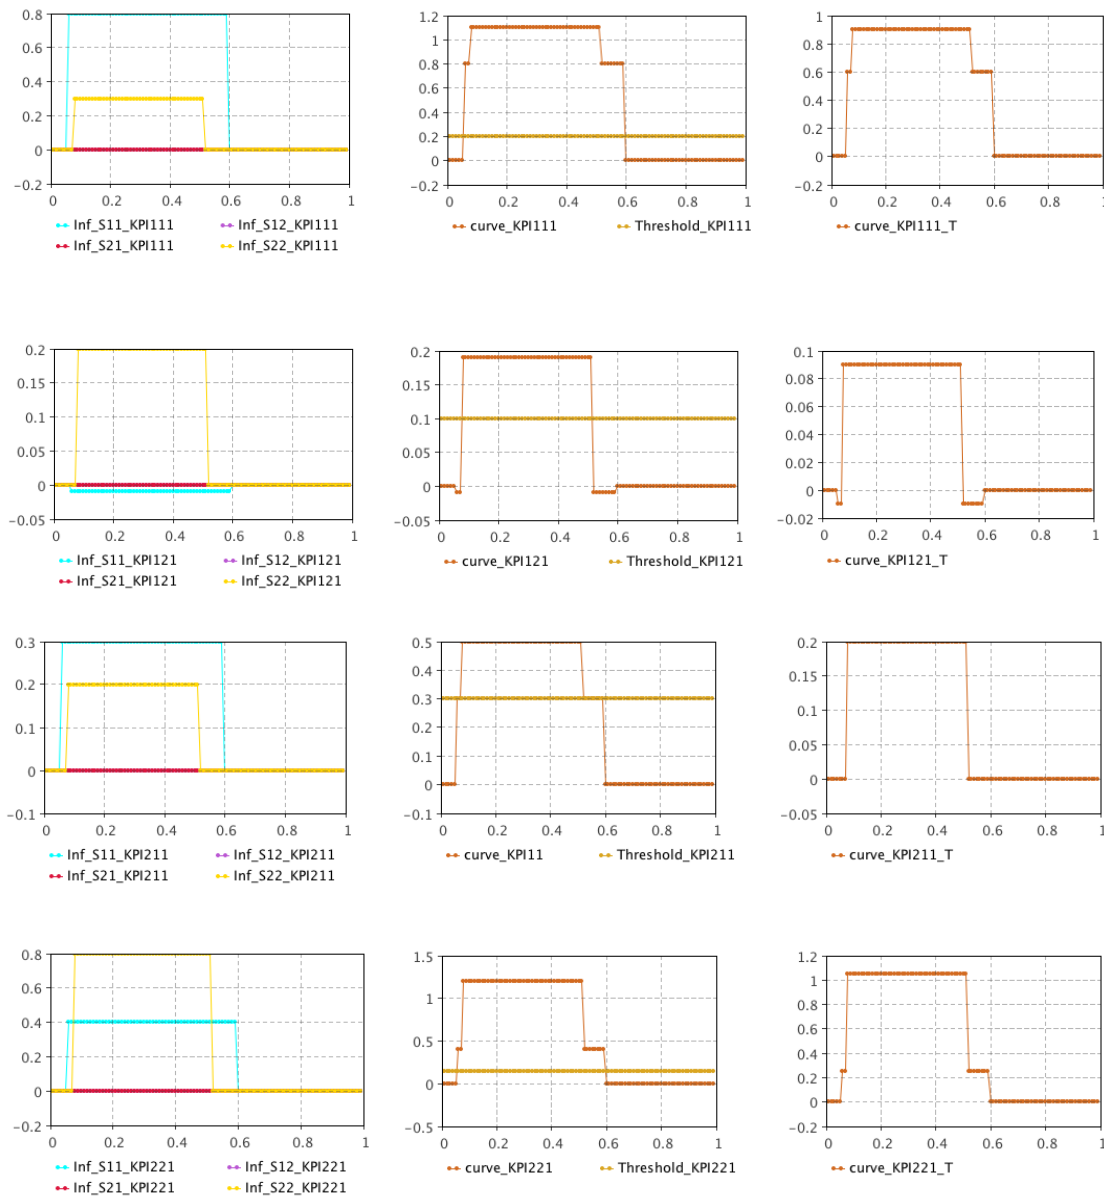 0.8
0.6
0.4
0.2
0
−0.2
0 0.2 0.4 0.6 0.8 1
Inf_S11_KPI111 Inf_S12_KPI111
Inf_S21_KPI111 Inf_S22_KPI111
1.2
1
0.8
0.6
0.4
0.2
0
−0.2
0 0.2 0.4 0.6 0.8 1
curve_KPI111 Threshold_KPI111
1
0.8
0.6
0.4
0.2
0
−0.2
0 0.2 0.4 0.6 0.8 1
curve_KPI111_T
0.2
0.15
0.1
0.05
0
−0.05
0 0.2 0.4 0.6 0.8 1
Inf_S11_KPI121 Inf_S12_KPI121
Inf_S21_KPI121 Inf_S22_KPI121
0.2
0.15
0.1
0.05
0
−0.05
0 0.2 0.4 0.6 0.8 1
curve_KPI121 Threshold_KPI121
0.1
0.08
0.06
0.04
0.02
0
−0.02
0 0.2 0.4 0.6 0.8 1
curve_KPI121_T
0.3
0.2
0.1
0
−0.1
0 0.2 0.4 0.6 0.8 1
Inf_S11_KPI211 Inf_S12_KPI211
Inf_S21_KPI211 Inf_S22_KPI211
0.5
0.4
0.3
0.2
0.1
0
−0.1
0 0.2 0.4 0.6 0.8 1
curve_KPI11 Threshold_KPI211
0.2
0.15
0.1
0.05
0
−0.05
0 0.2 0.4 0.6 0.8 1
curve_KPI211_T
0.8
0.6
0.4
0.2
0
−0.2
0 0.2 0.4 0.6 0.8 1
Inf_S11_KPI221 Inf_S12_KPI221
Inf_S21_KPI221 Inf_S22_KPI221
1.5
1
0.5
0
−0.5
0 0.2 0.4 0.6 0.8 1
curve_KPI221 Threshold_KPI221
1.2
1
0.8
0.6
0.4
0.2
0
−0.2
0 0.2 0.4 0.6 0.8 1
curve_KPI221_T